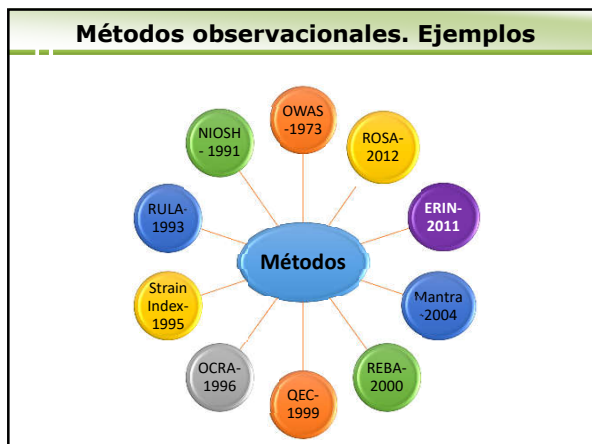 Métodos observacionales. Ejemplos
OWAS
-1973
ROSA-
2012
ERIN-
2011
Mantra
-2004
REBA-
2000
QEC-
1999
OCRA-
1996
Strain
Index-
1995
RULA-
1993
NIOSH
- 1991
Métodos